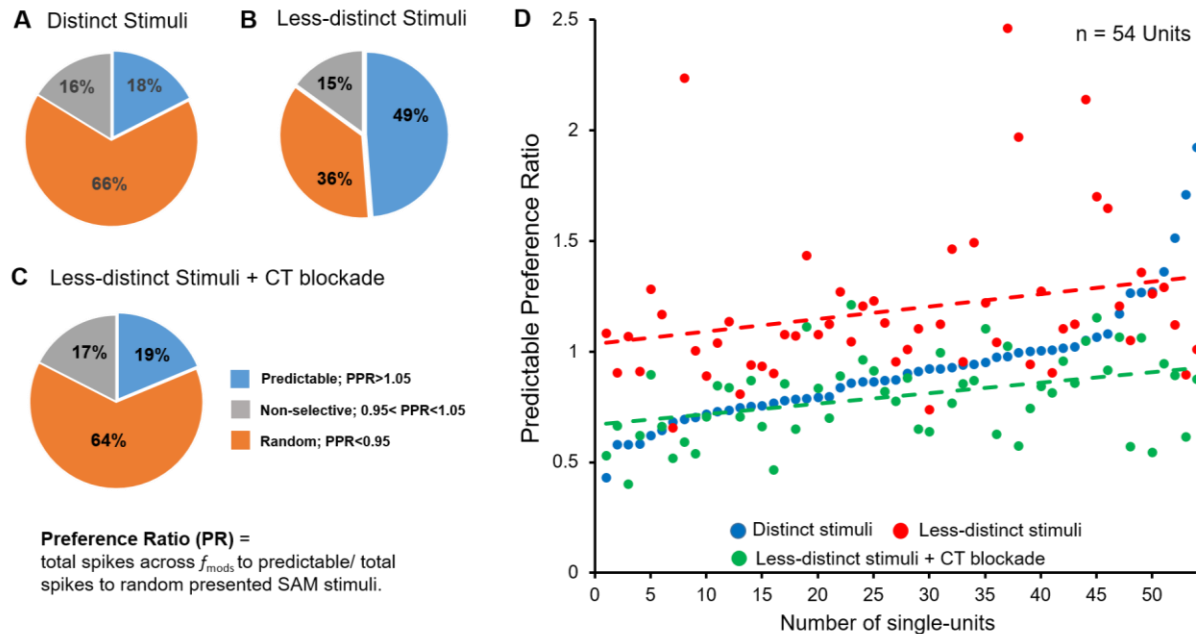 A Distinct Stimuli
16%
18%
66%
B Less-distinct Stimuli
15%
49%
36%
C Less-distinct Stimuli + CT blockade
17%
19%
64%
Predictable; PPR>1.05
Non-selective; 0.95< PPR<1.05
Random; PPR<0.95
Preference Ratio (PR) =
total spikes across fmods to predictable/ total
spikes to random presented SAM stimuli.
D
n = 54 Units
Predictable Preference Ratio
2.5
2
1.5
1
0.5
0
Distinct stimuli
Less-distinct stimuli
Less-distinct stimuli + CT blockade
0 5 10 15 20 25 30 35 40 45 50
Number of single-units